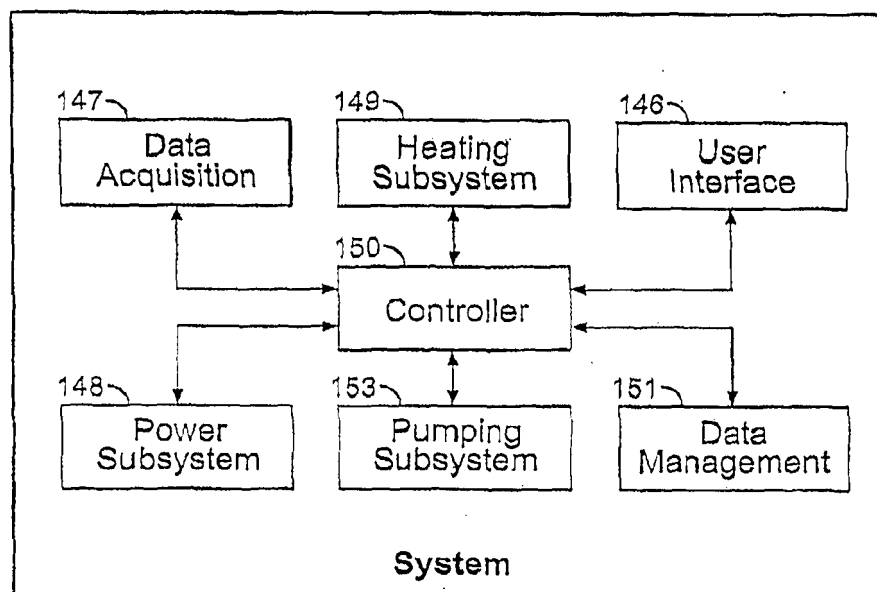 147
Data
Acquisition
149
Heating
Subsystem
146
User
Interface
150
Controller
148
Power
Subsystem
153
Pumping
Subsystem
151
Data
Management
System